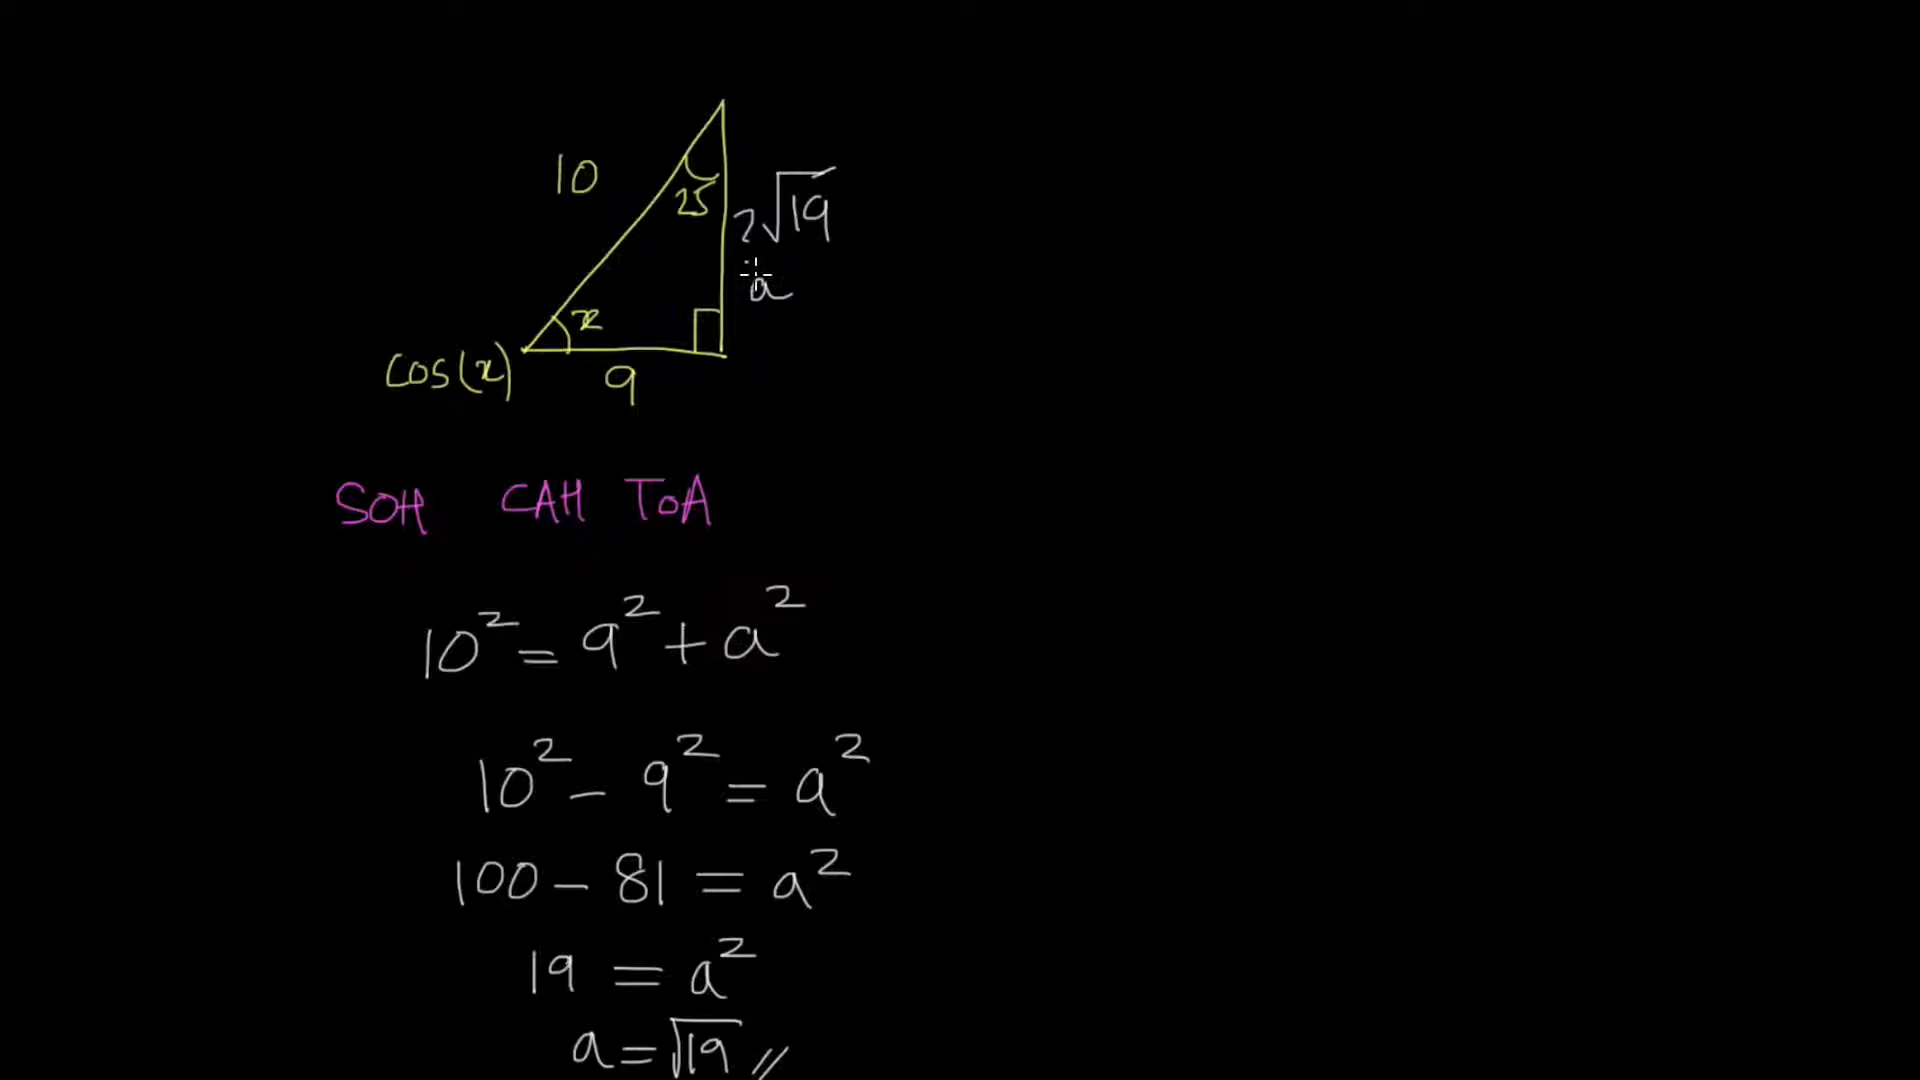 10
25
?√19
a
x
cos(x)
9
SOH CAH TOA
10² = 9² + a²
10² - 9² = a²
100 - 81 = a²
19 = a²
a = √19 //